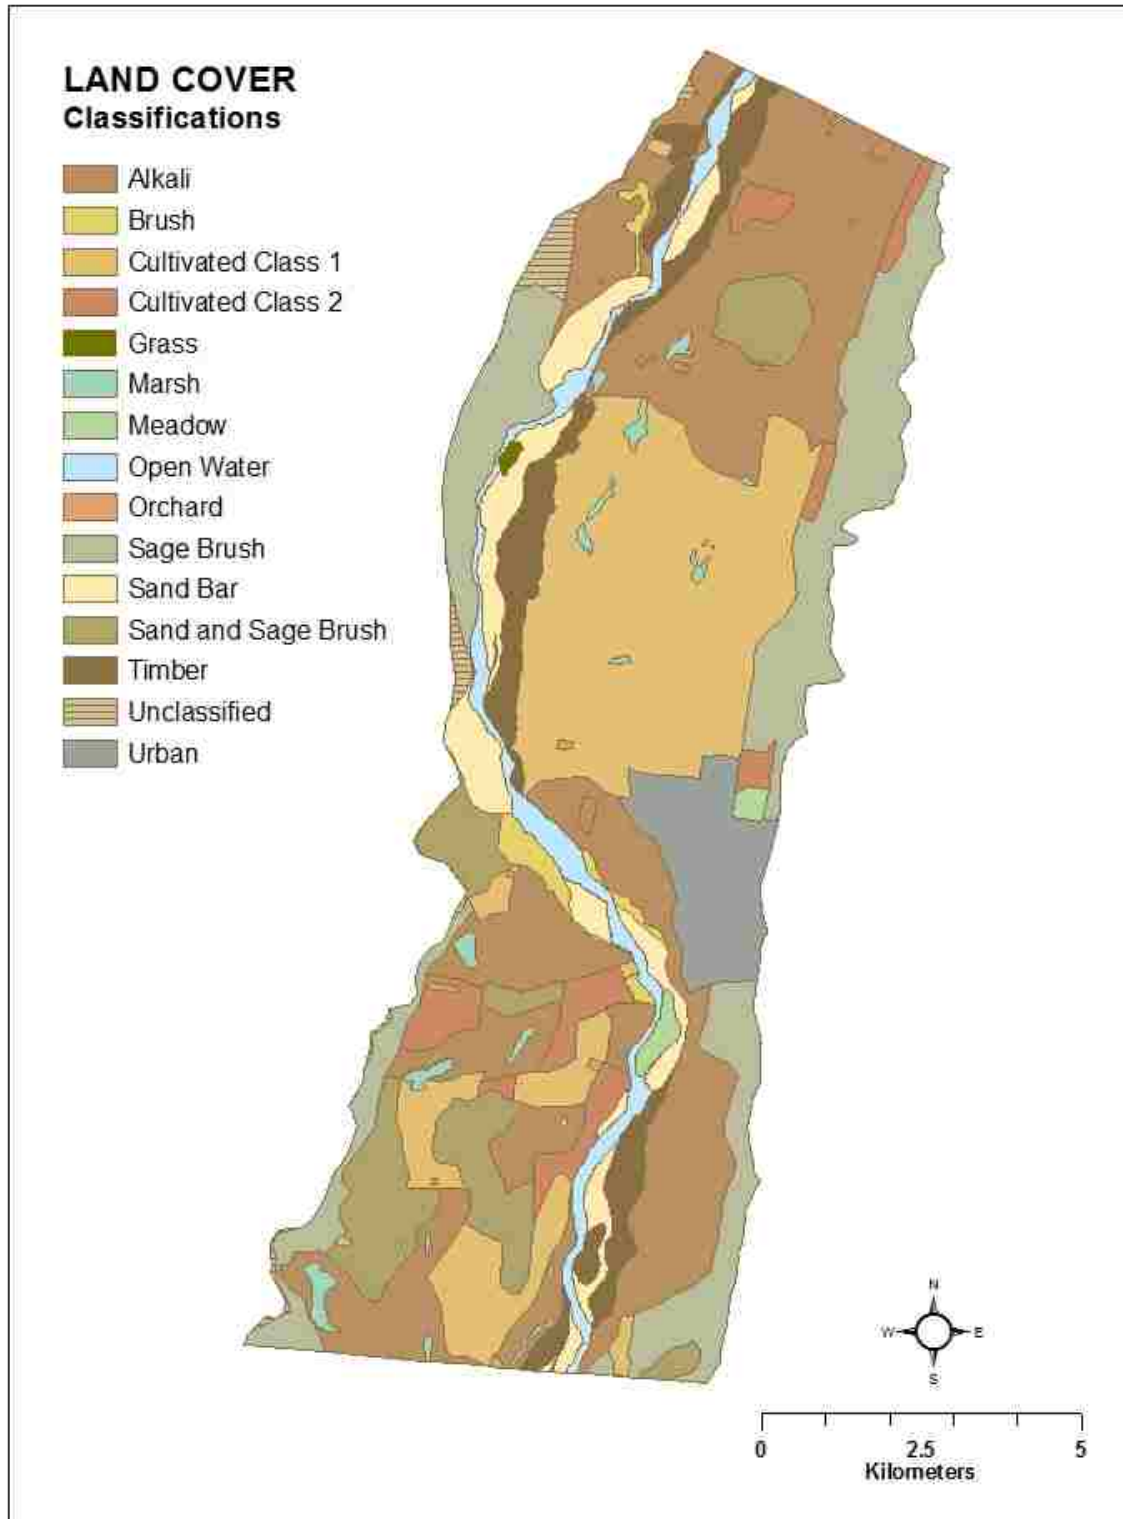 LAND COVER
Classifications
Alkali
Brush
Cultivated Class 1
Cultivated Class 2
Grass
Marsh
Meadow
Open Water
Orchard
Sage Brush
Sand Bar
Sand and Sage Brush
Timber
Unclassified
Urban
N
W E
S
0 2.5 5
Kilometers